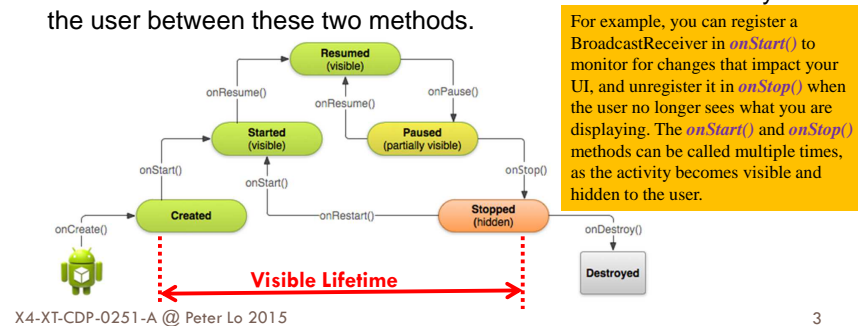 the user between these two methods.
For example, you can register a
BroadcastReceiver in onStart() to
monitor for changes that impact your
UI, and unregister it in onStop() when
the user no longer sees what you are
displaying. The onStart() and onStop()
methods can be called multiple times,
as the activity becomes visible and
hidden to the user.
Resumed
(visible)
onResume()
onResume()
onPause()
Started
(visible)
Paused
(partially visible)
onStart()
onStart()
onStop()
Created
onRestart()
Stopped
(hidden)
onCreate()
onDestroy()
Destroyed
Visible Lifetime
X4-XT-CDP-0251-A @ Peter Lo 2015
3